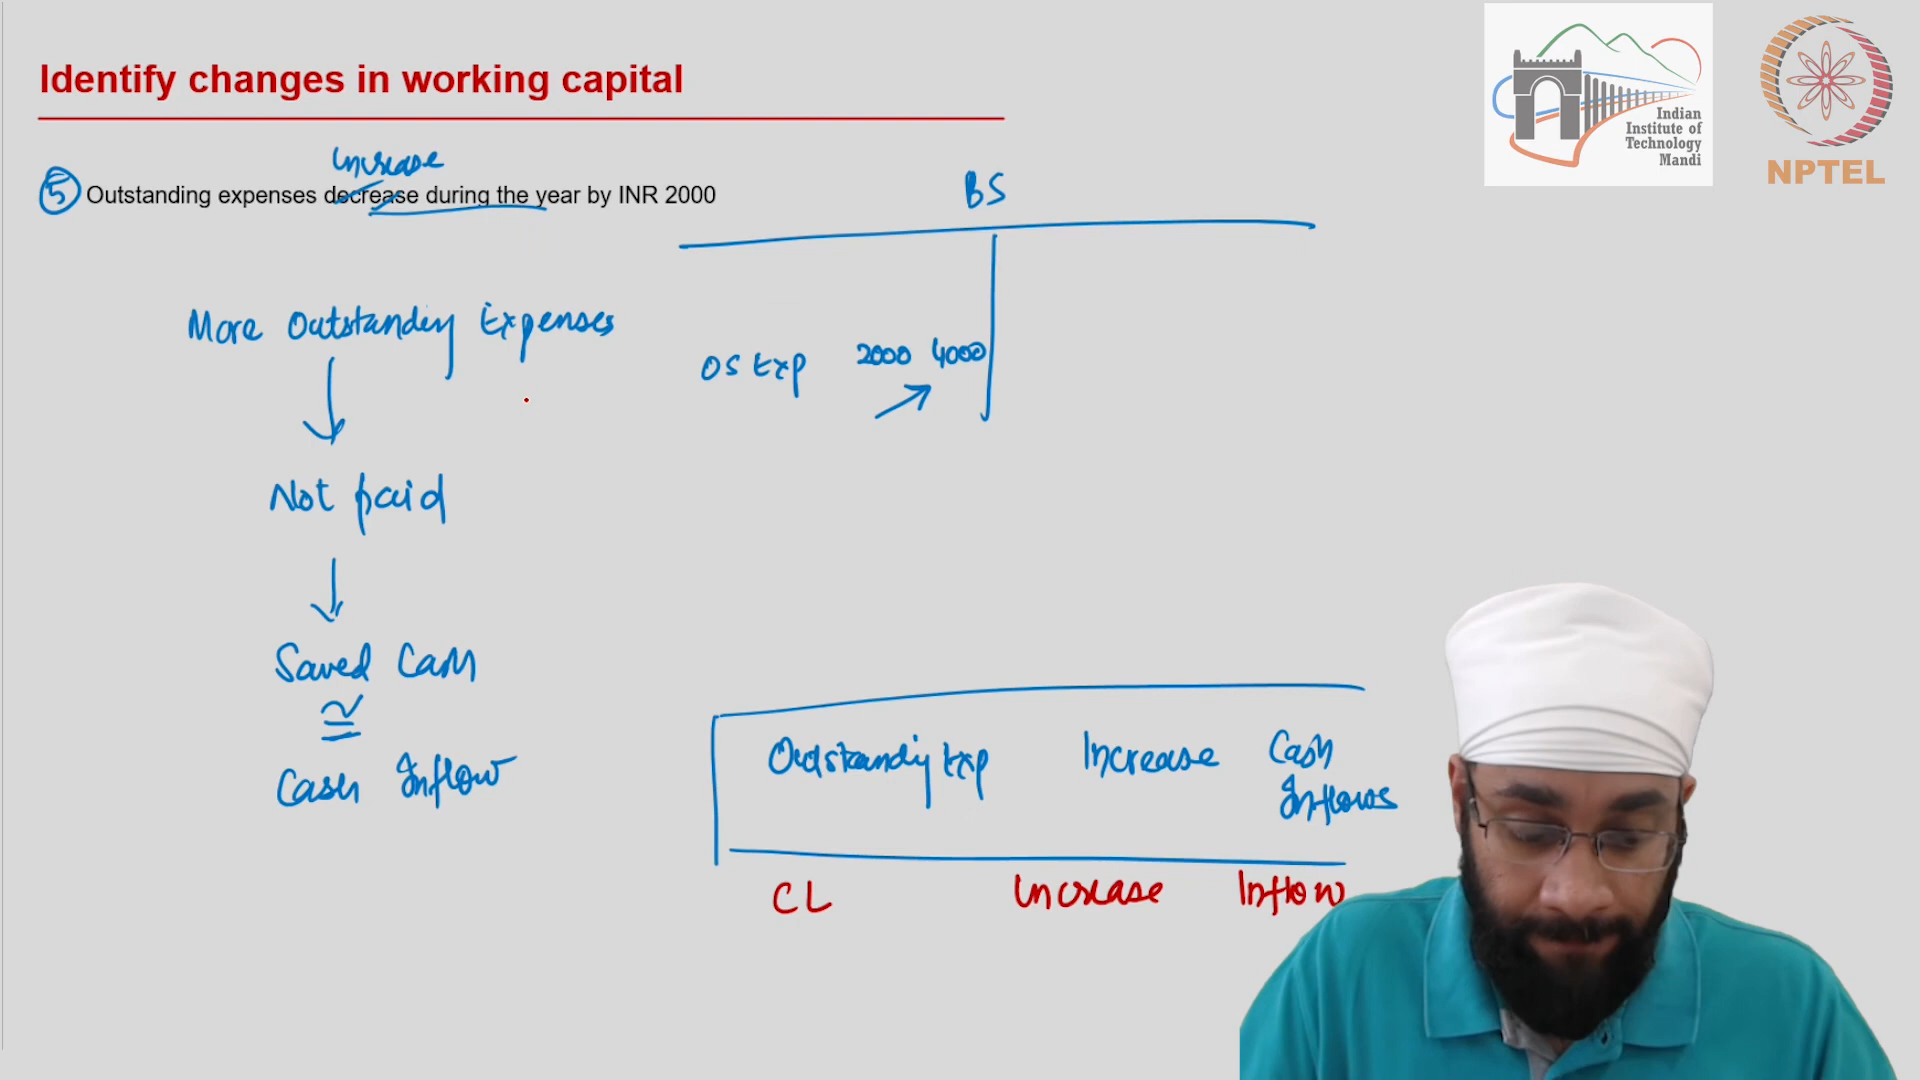 Identify changes in working capital
Increase
5 Outstanding expenses decrease during the year by INR 2000
BS
More Outstanding Expenses
OS Exp 2000 4000
Not paid
Saved Cash
≅
Cash Inflow
Outstanding Exp Increase Cash
Inflows
CL Increase Inflow
Indian
Institute of
Technology
Mandi
NPTEL